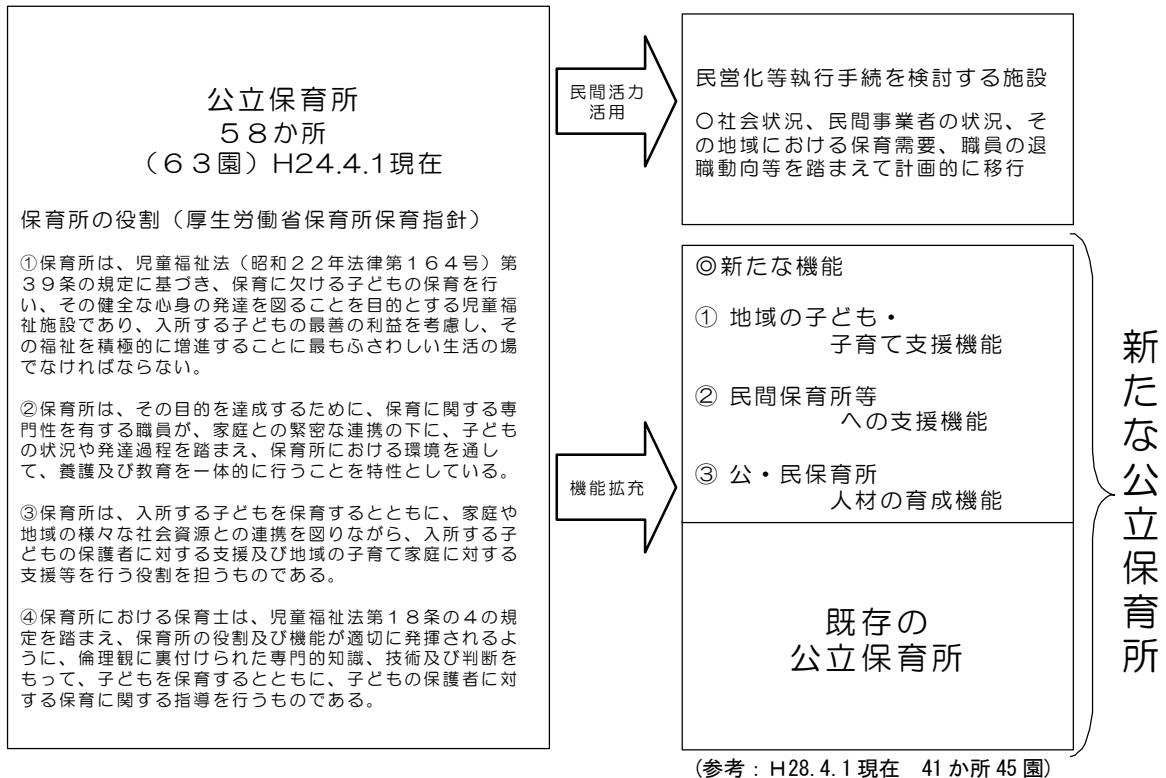 公立保育所
５８か所
（６３園）H24.4.1現在
保育所の役割（厚生労働省保育所保育指針）
①保育所は、児童福祉法（昭和２２年法律第１６４号）第
３９条の規定に基づき、保育に欠ける子どもの保育を行
い、その健全な心身の発達を図ることを目的とする児童福
祉施設であり、入所する子どもの最善の利益を考慮し、そ
の福祉を積極的に増進することに最もふさわしい生活の場
でなければならない。
②保育所は、その目的を達成するために、保育に関する専
門性を有する職員が、家庭との緊密な連携の下に、子ども
の状況や発達過程を踏まえ、保育所における環境を通し
て、養護及び教育を一体的に行うことを特性としている。
③保育所は、入所する子どもを保育するとともに、家庭や
地域の様々な社会資源との連携を図りながら、入所する子
どもの保護者に対する支援及び地域の子育て家庭に対する
支援等を行う役割を担うものである。
④保育所における保育士は、児童福祉法第１８条の４の規
定を踏まえ、保育所の役割及び機能が適切に発揮されるよ
うに、倫理観に裏付けられた専門的知識、技術及び判断を
もって、子どもを保育するとともに、子どもの保護者に対
する保育に関する指導を行うものである。
民間活力
活用
民営化等執行手続を検討する施設
○社会状況、民間事業者の状況、そ
の地域における保育需要、職員の退
職動向等を踏まえて計画的に移行
機能拡充
◎新たな機能
① 地域の子ども・
子育て支援機能
② 民間保育所等
への支援機能
③ 公・民保育所
人材の育成機能
既存の
公立保育所
新たな公立保育所
(参考：H28.4.1現在　41か所45園)